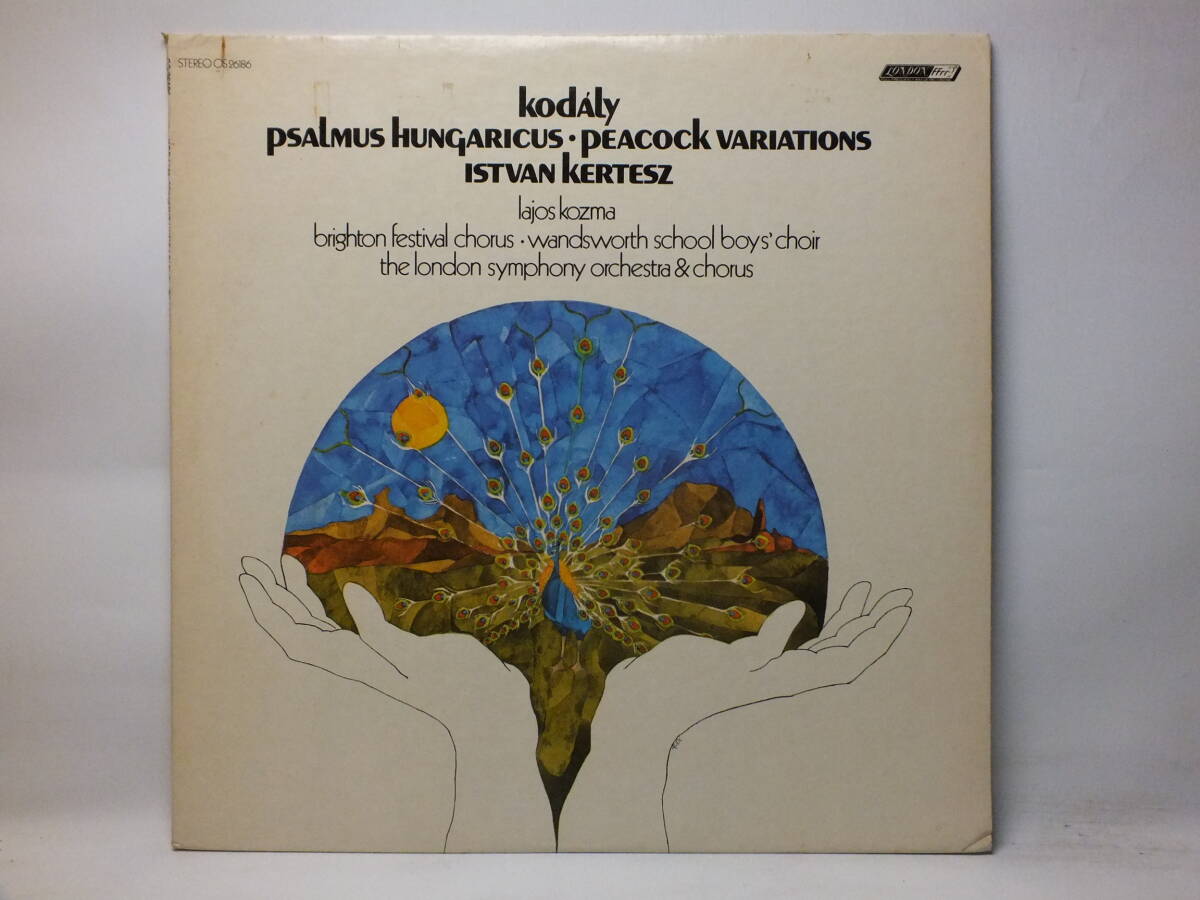 STEREO OS 26186
LONDON ffrr
kodály
psalmus hungaricus · peacock variations
istvan kertesz
lajos kozma
brighton festival chorus · wandsworth school boys' choir
the london symphony orchestra & chorus